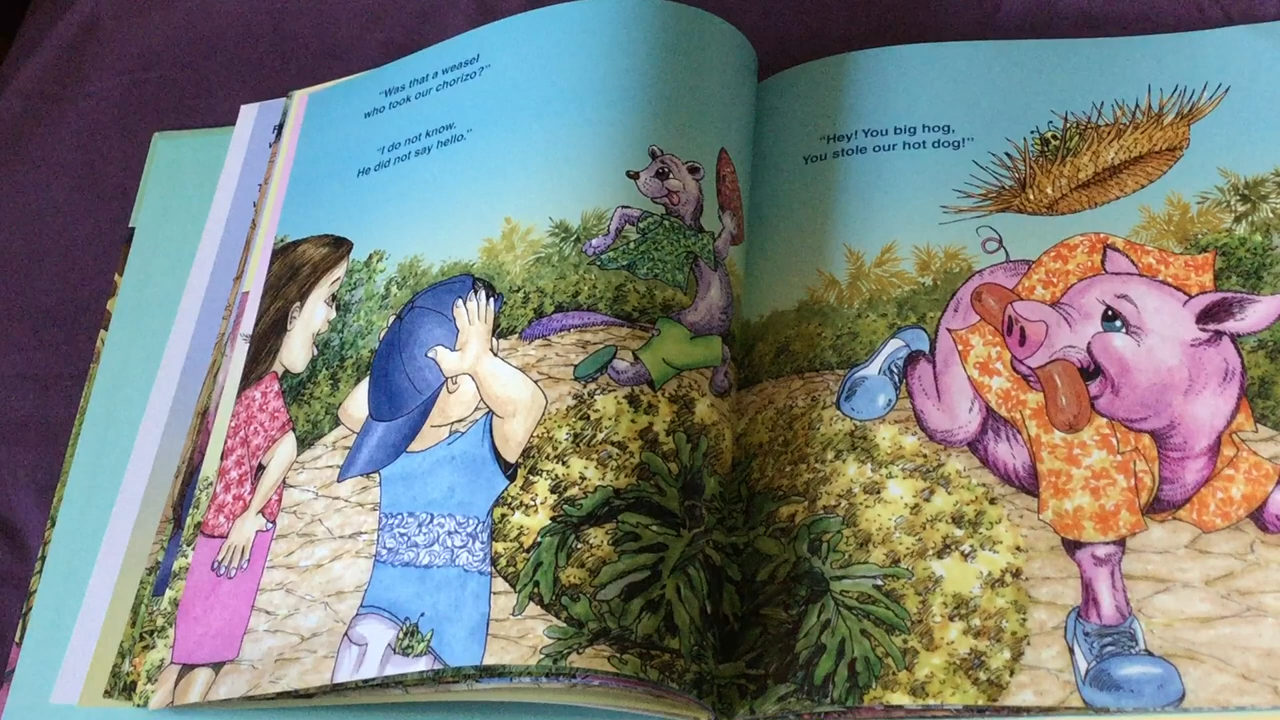 "Was that a weasel
who took our chorizo?"
"I do not know.
He did not say hello."
"Hey! You big hog,
You stole our hot dog!"